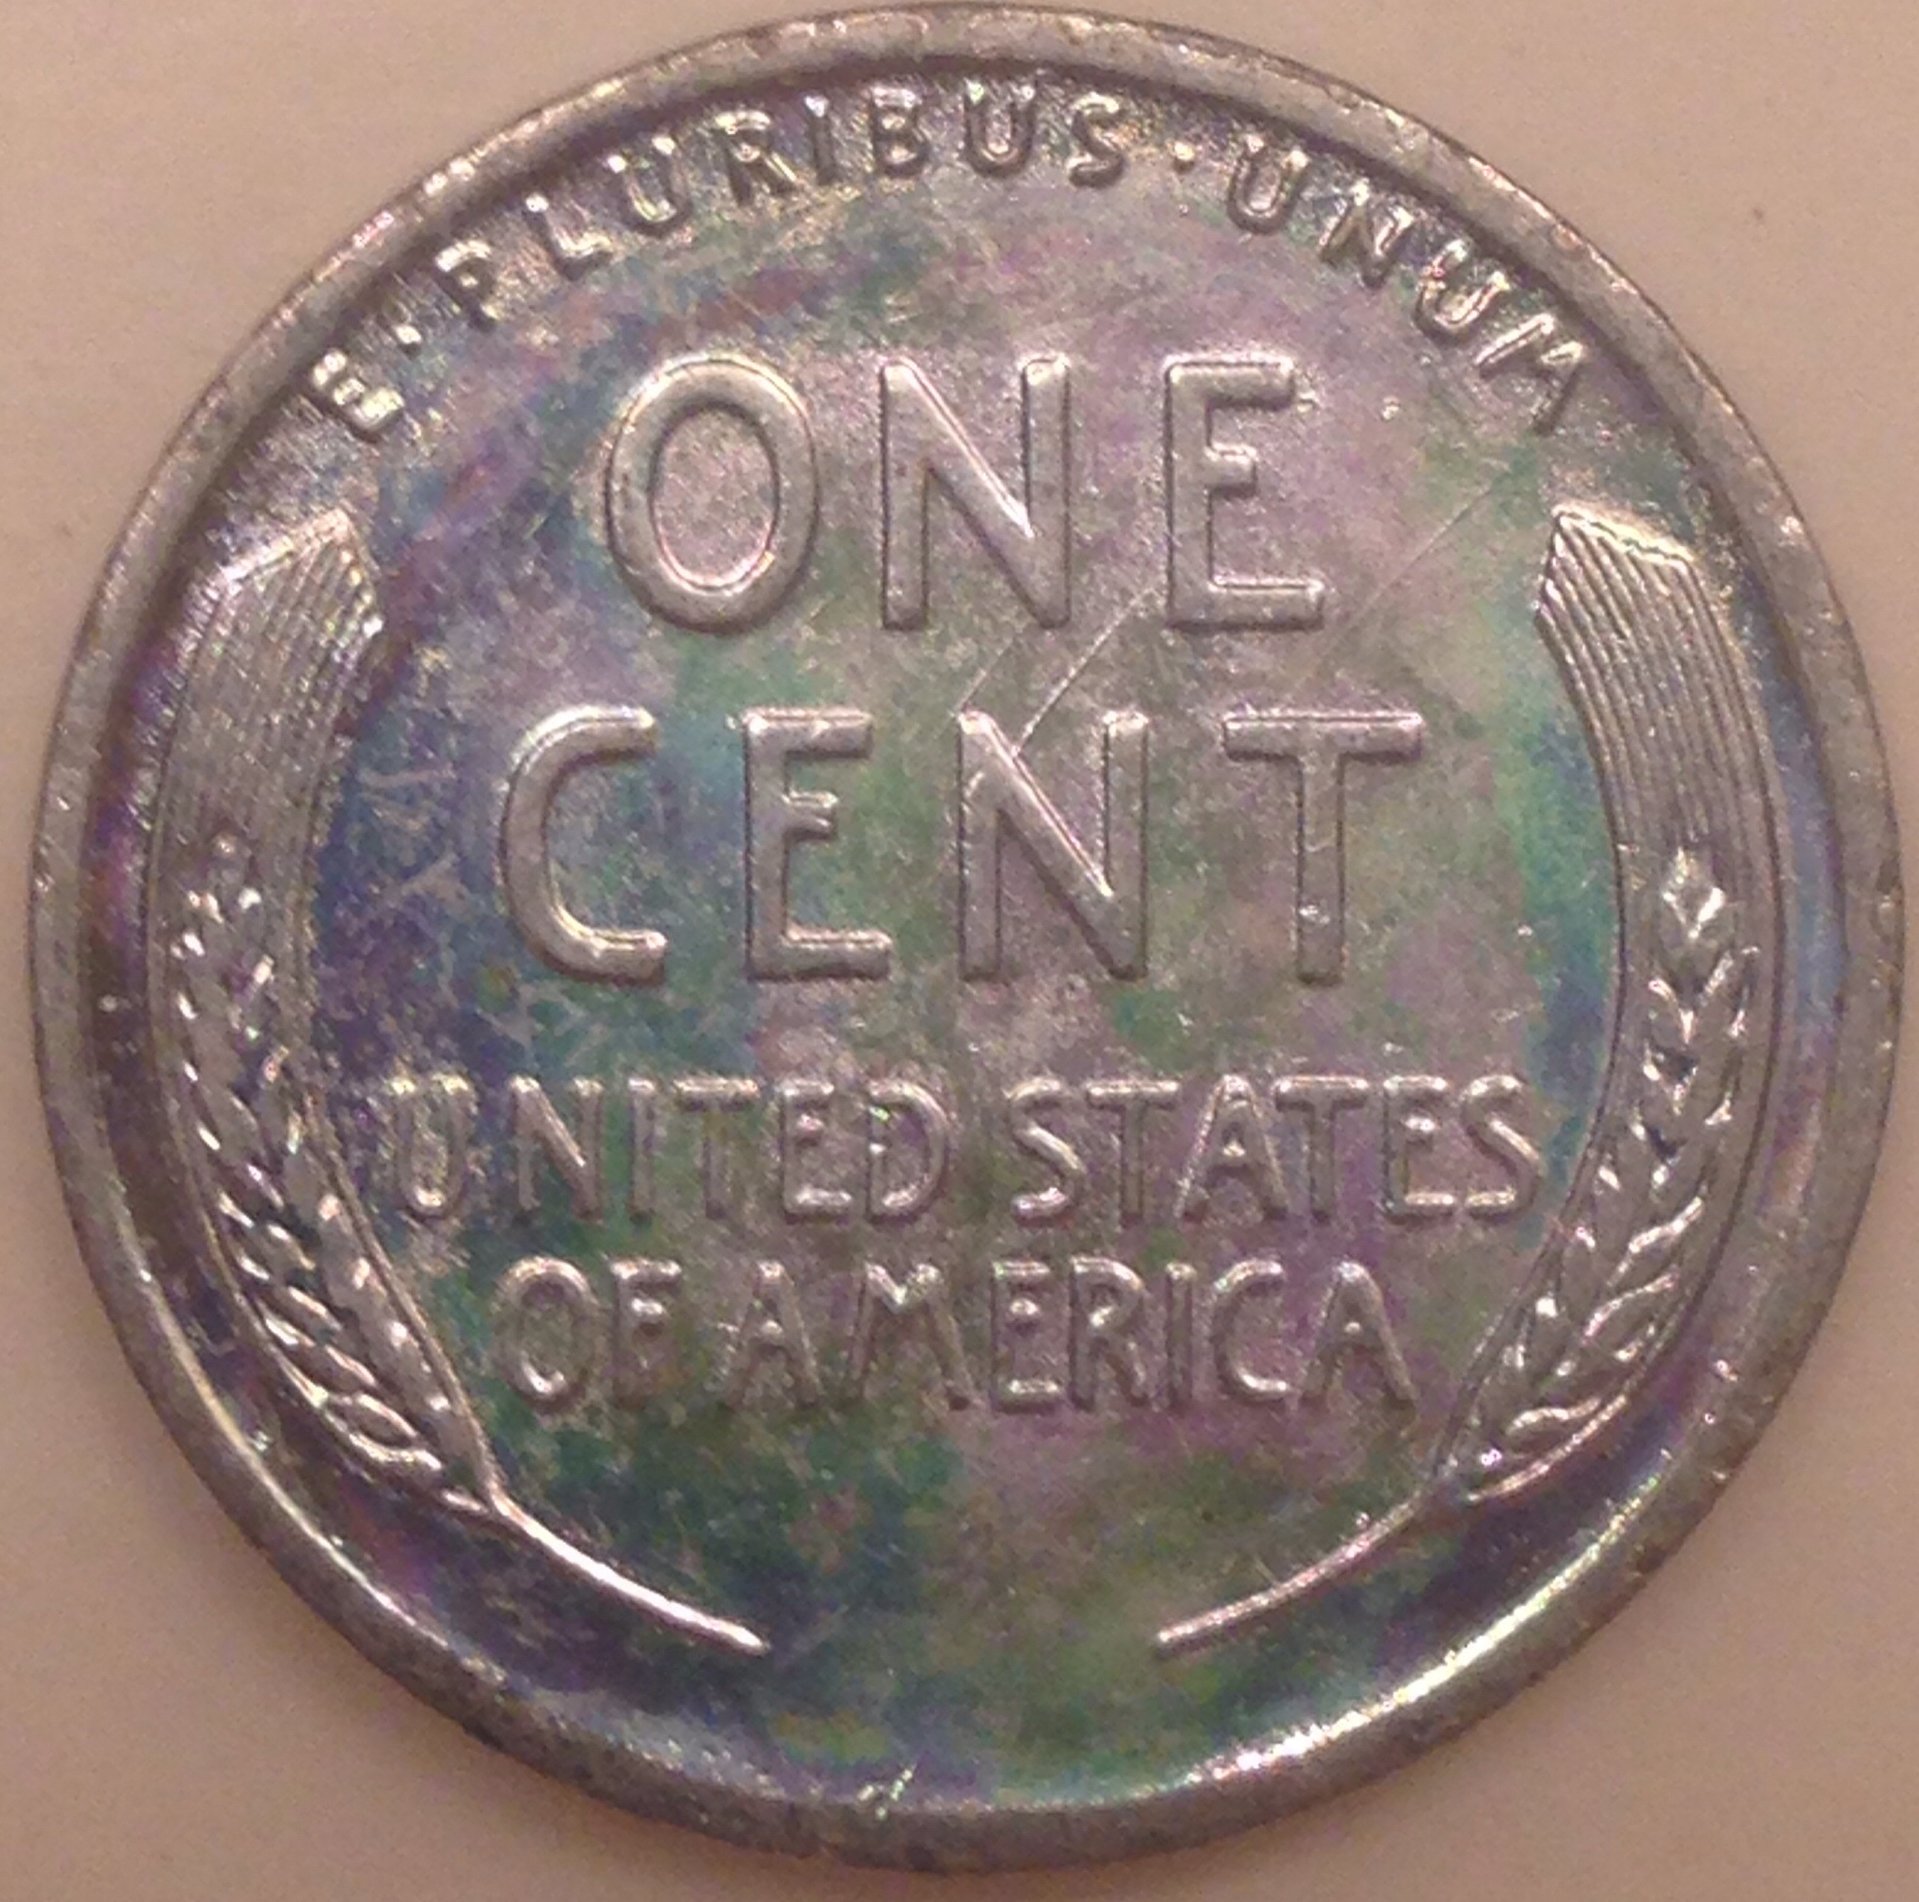 E·PLURIBUS·UNUM
ONE
CENT
UNITED STATES
OF AMERICA